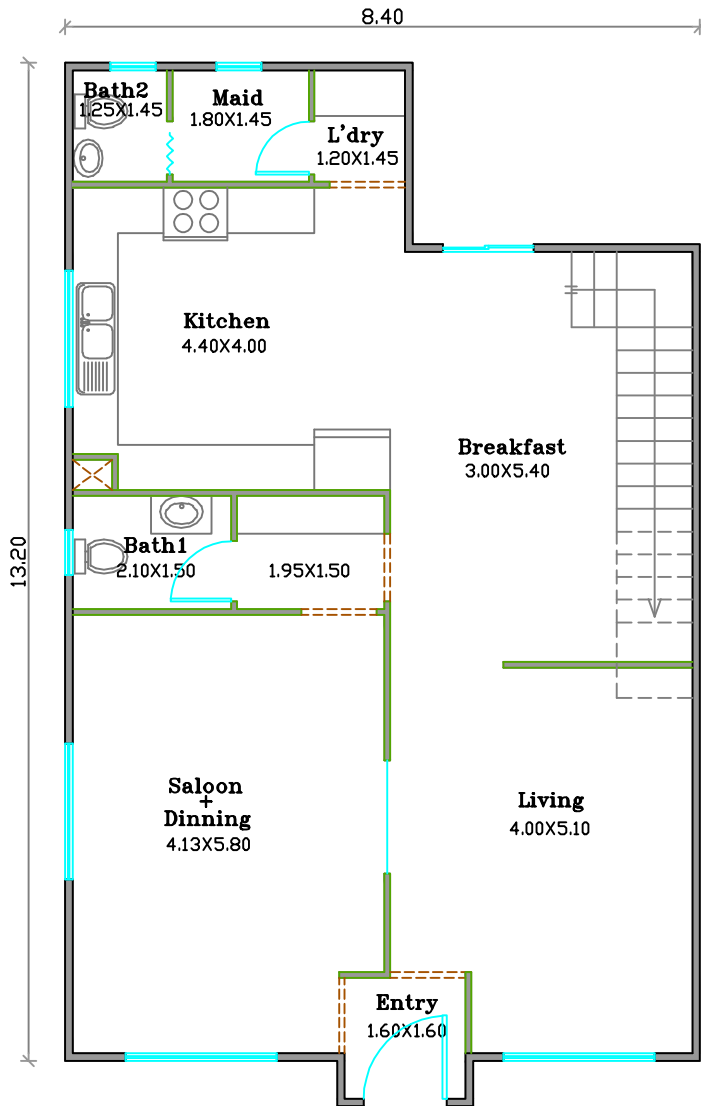 8.40
Bath2
1.25X1.45
Maid
1.80X1.45
L'dry
1.20X1.45
Kitchen
4.40X4.00
Breakfast
3.00X5.40
13.20
Bath1
2.10X1.50
1.95X1.50
Saloon
+
Dinning
4.13X5.80
Living
4.00X5.10
Entry
1.60X1.60